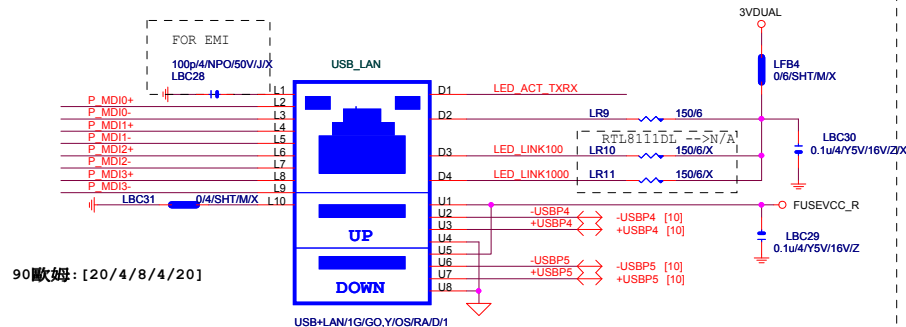 3VDUAL
FOR EMI
100p/4/NPO/50V/J/X
LBC28
USB_LAN
LFB4
0/6/SHT/M/X
L1
D1
LED_ACT_TXRX
P_MDI0+
L2
P_MDI0-
L3
D2
LR9
150/6
P_MDI1+
L4
P_MDI1-
L5
RTL8111DL -->N/A
LBC30
0.1u/4/Y5V/16V/Z/X
P_MDI2+
L6
D3
LED_LINK100
LR10
150/6/X
P_MDI2-
L7
P_MDI3+
L8
D4
LED_LINK1000
LR11
150/6/X
P_MDI3-
L9
LBC31
0/4/SHT/M/X
L10
U1
FUSEVCC_R
U2
-USBP4
-USBP4 [10]
U3
+USBP4
+USBP4 [10]
UP
U4
LBC29
0.1u/4/Y5V/16V/Z
U5
U6
-USBP5
-USBP5 [10]
90歐姆:[20/4/8/4/20]
U7
+USBP5
+USBP5 [10]
DOWN
U8
USB+LAN/1G/GO,Y/OS/RA/D/1